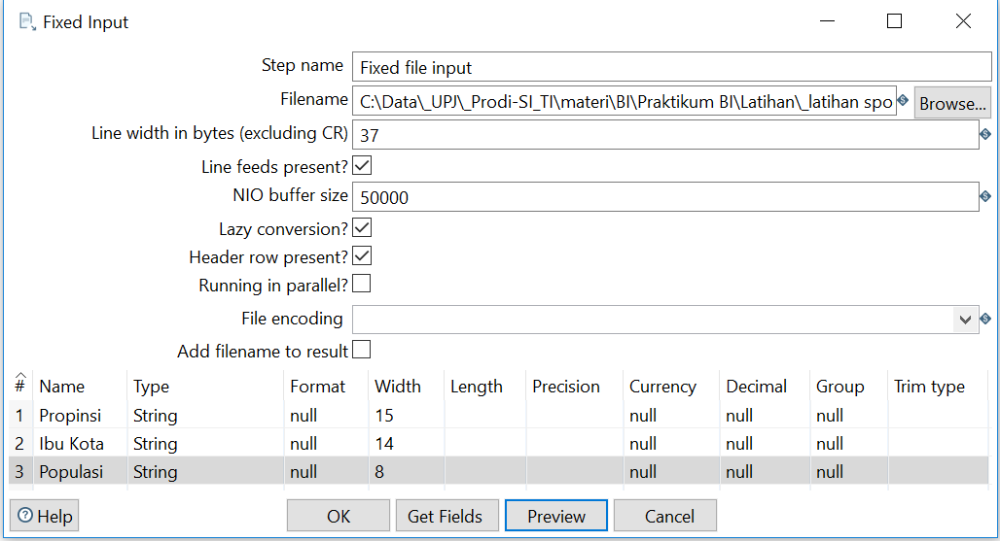 Fixed Input
Step name Fixed file input
Filename C:\Data\_UPJ\_Prodi-SI_TI\materi\BI\Praktikum BI\Latihan\_latihan spo Browse...
Line width in bytes (excluding CR) 37
Line feeds present?
NIO buffer size 50000
Lazy conversion?
Header row present?
Running in parallel?
File encoding
Add filename to result
# Name Type Format Width Length Precision Currency Decimal Group Trim type
1 Propinsi String null 15 null null null
2 Ibu Kota String null 14 null null null
3 Populasi String null 8 null null null
Help OK Get Fields Preview Cancel